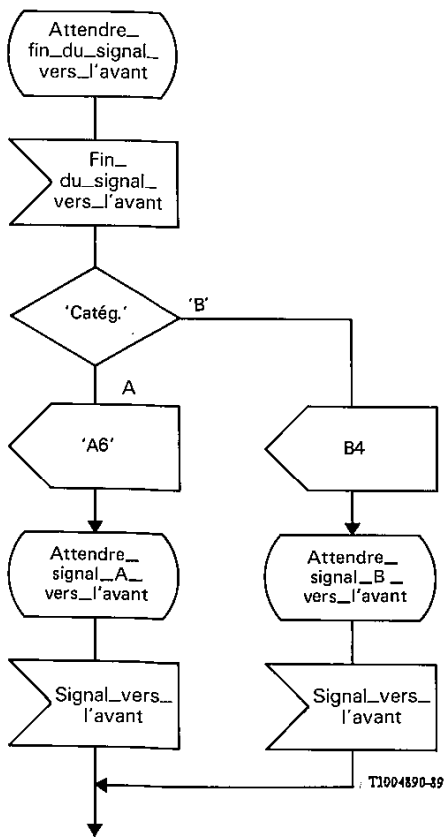 Attendre_
fin_du_signal_
vers_l'avant
Fin_
du_signal_
vers_l'avant
'Catég.'
'B'
A
'A6'
B4
Attendre_
signal_A_
vers_l'avant
Attendre_
signal_B_
vers_l'avant
Signal_vers_
l'avant
Signal_vers_
l'avant
T1004890-89